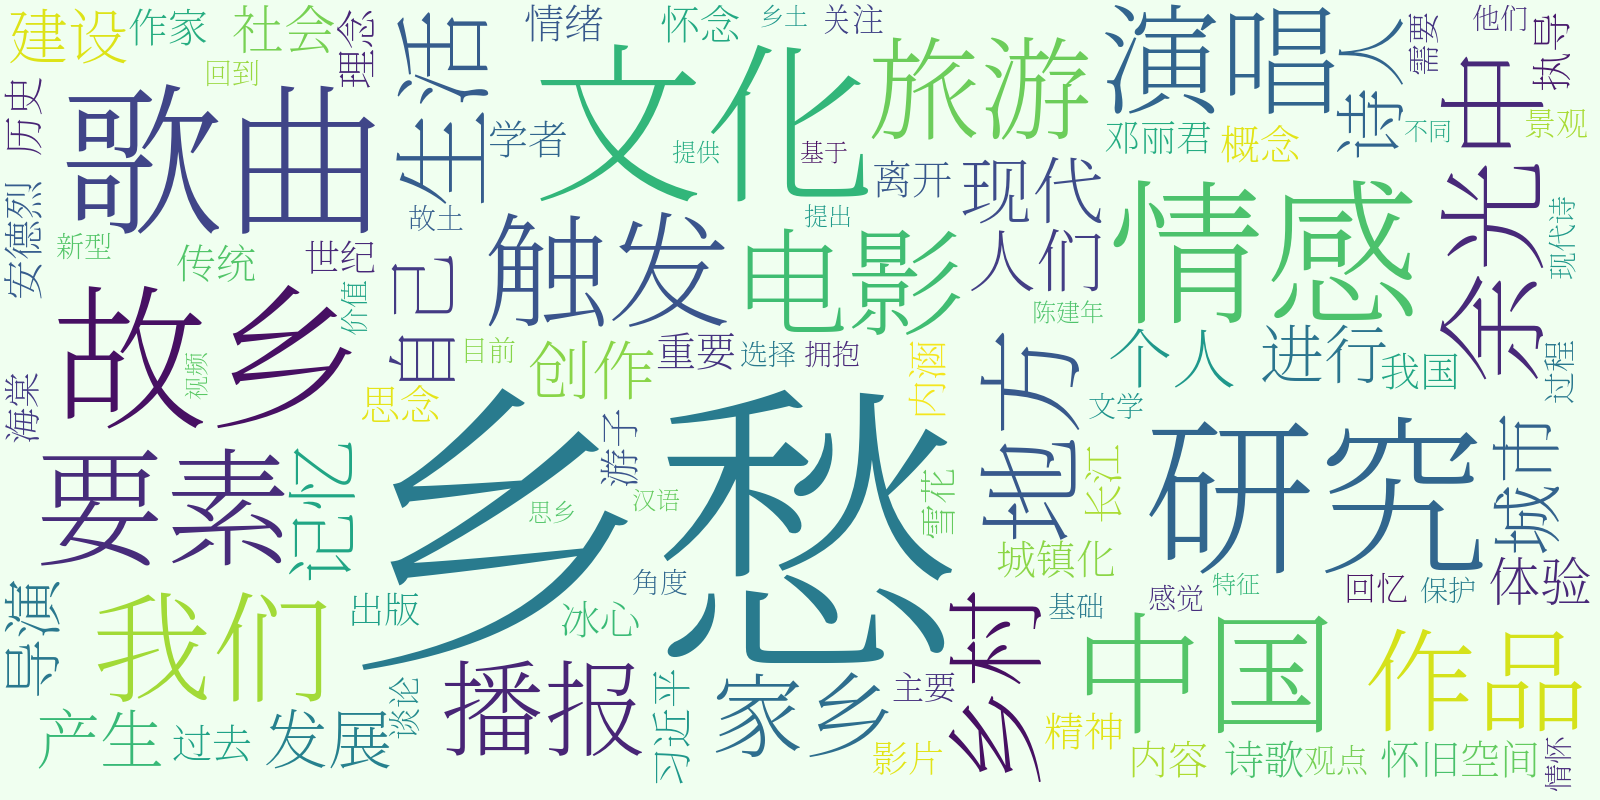 建设
作家
社会
理念
生活
情绪
怀念
乡土
关注
演唱
诗人
需要
他们
执导
回到
历史
歌曲
文化
旅游
中
余光
学者
提供
基于
邓丽君
概念
不同
景观
离开
现代
安德烈
新型
传统
世纪
故土
触发
提出
电影
人们
情感
现代诗
故乡
价值
自己
目前
陈建年
视频
创作
重要
选择
拥抱
内涵
地方
个人
进行
我国
过程
海棠
思念
乡愁
文学
要素
记忆
游子
思乡
汉语
雪花
长江
研究
城市
城镇化
导演
我们
出版
冰心
角度
基础
感觉
特征
回忆
保护
体验
乡村
中国
作品
产生
过去
发展
谈论
播报
习近平
家乡
主要
影片
精神
内容
诗歌
观点
怀旧空间
情怀